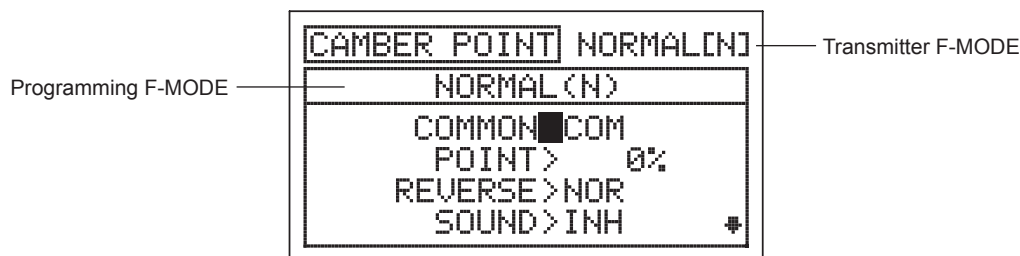 CAMBER POINT NORMAL[N] Transmitter F-MODE
Programming F-MODE NORMAL(N)
COMMON COM
POINT> 0%
REVERSE>NOR
SOUND>INH